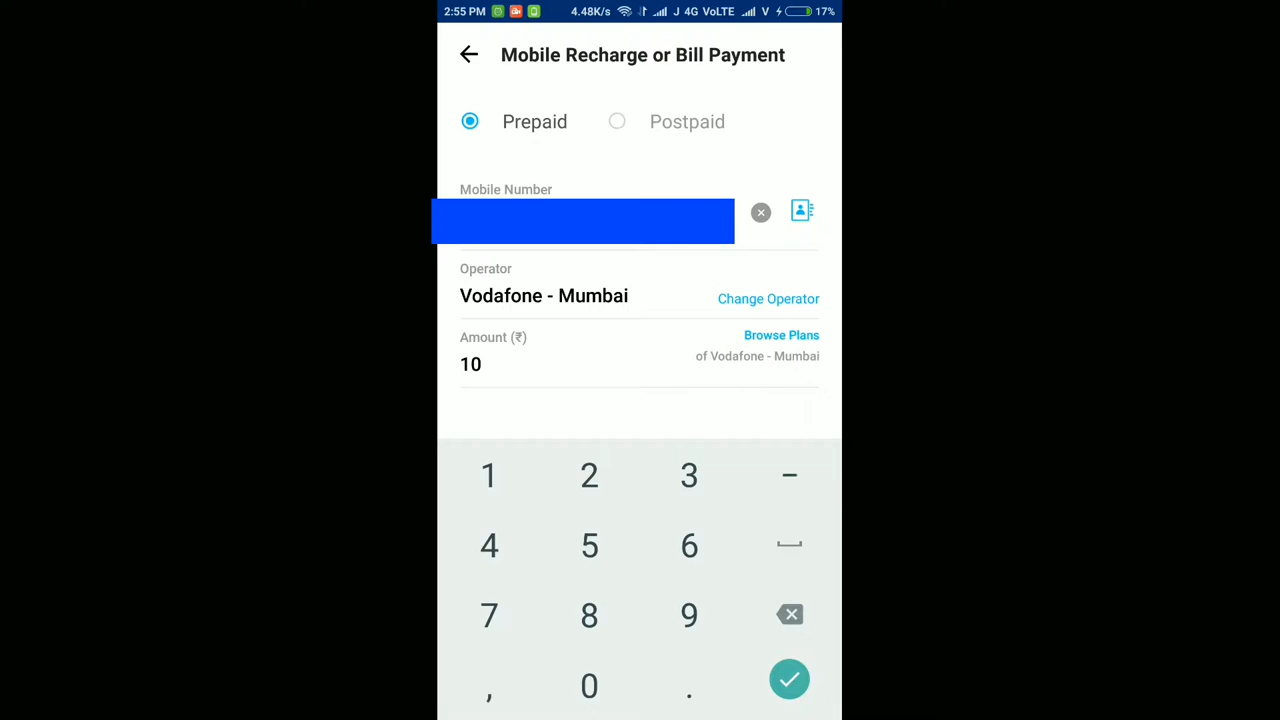 2:55 PM 4.48K/s J 4G VoLTE V 17%
Mobile Recharge or Bill Payment
Prepaid Postpaid
Mobile Number
Operator
Vodafone - Mumbai Change Operator
Amount (₹) Browse Plans
of Vodafone - Mumbai
10
1 2 3 -
4 5 6
7 8 9
, 0 .